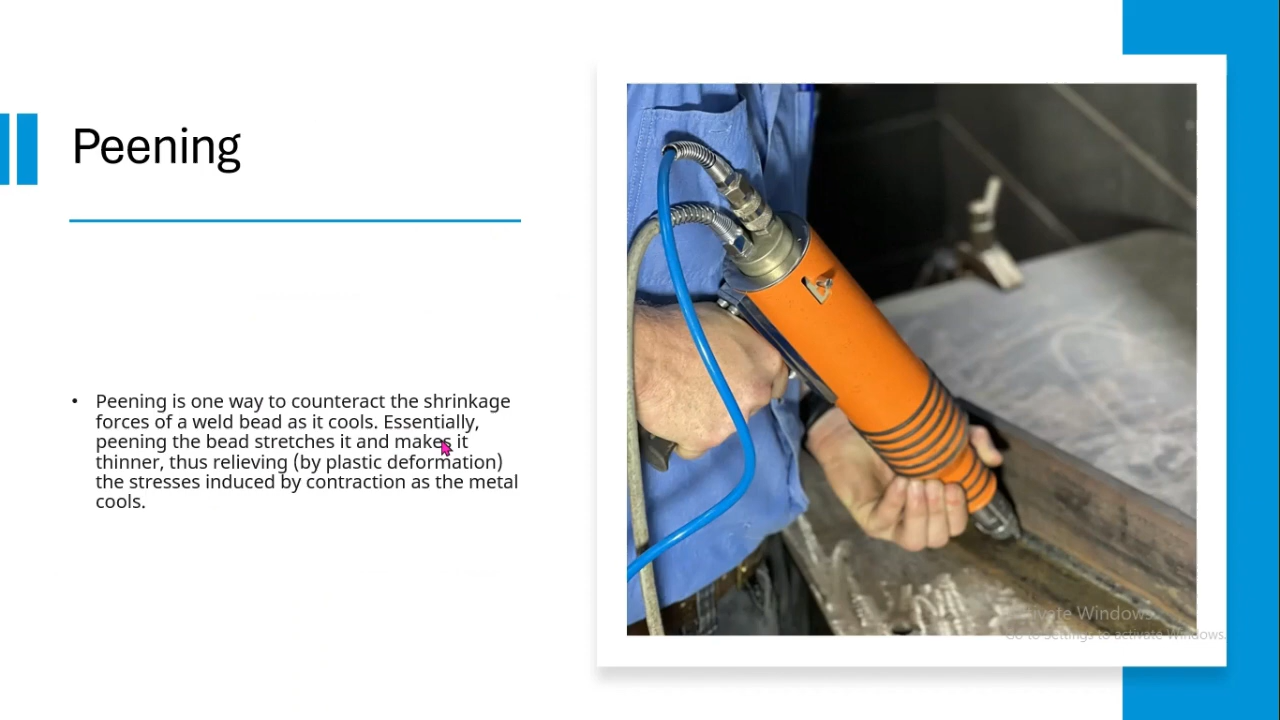 Peening
• Peening is one way to counteract the shrinkage
forces of a weld bead as it cools. Essentially,
peening the bead stretches it and makes it
thinner, thus relieving (by plastic deformation)
the stresses induced by contraction as the metal
cools.
Activate Windows
Go to Settings to activate Windows.